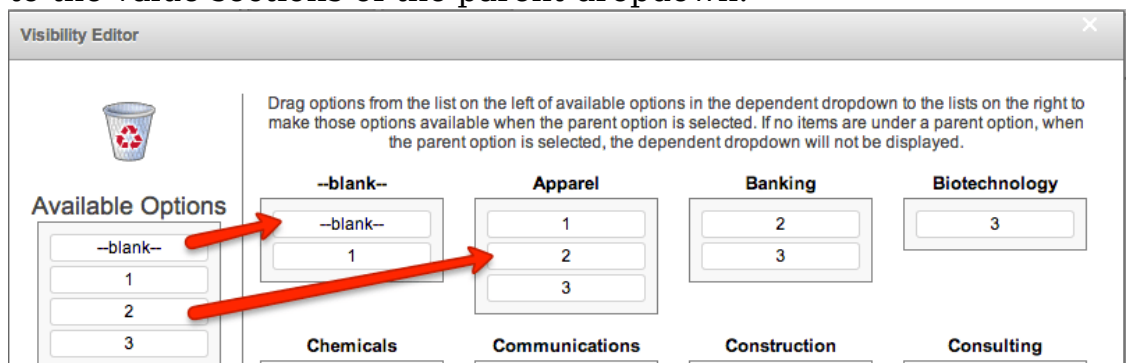 to the value sections of the parent dropdown.
Visibility Editor
Drag options from the list on the left of available options in the dependent dropdown to the lists on the right to
make those options available when the parent option is selected. If no items are under a parent option, when
the parent option is selected, the dependent dropdown will not be displayed.
Available Options
--blank--
1
2
3
--blank--
--blank--
1
Apparel
1
2
3
Banking
2
3
Biotechnology
3
Chemicals
Communications
Construction
Consulting